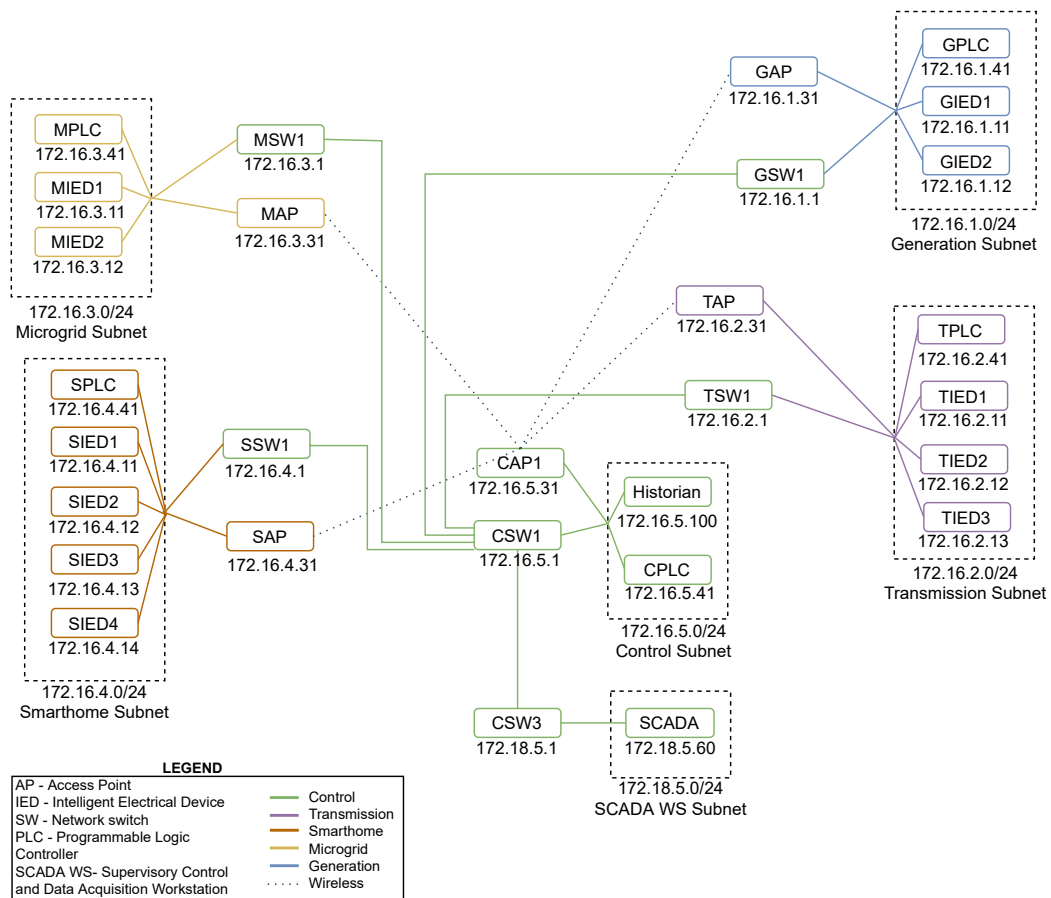 GPLC
172.16.1.41
GIED1
172.16.1.11
GIED2
172.16.1.12
172.16.1.0/24
Generation Subnet
GAP
172.16.1.31
GSW1
172.16.1.1
MPLC
172.16.3.41
MIED1
172.16.3.11
MIED2
172.16.3.12
172.16.3.0/24
Microgrid Subnet
MSW1
172.16.3.1
MAP
172.16.3.31
TAP
172.16.2.31
TSW1
172.16.2.1
TPLC
172.16.2.41
TIED1
172.16.2.11
TIED2
172.16.2.12
TIED3
172.16.2.13
172.16.2.0/24
Transmission Subnet
SPLC
172.16.4.41
SIED1
172.16.4.11
SIED2
172.16.4.12
SIED3
172.16.4.13
SIED4
172.16.4.14
172.16.4.0/24
Smarthome Subnet
SSW1
172.16.4.1
SAP
172.16.4.31
CAP1
172.16.5.31
CSW1
172.16.5.1
Historian
172.16.5.100
CPLC
172.16.5.41
172.16.5.0/24
Control Subnet
CSW3
172.18.5.1
SCADA
172.18.5.60
172.18.5.0/24
SCADA WS Subnet
LEGEND
AP - Access Point
IED - Intelligent Electrical Device
SW - Network switch
PLC - Programmable Logic
Controller
SCADA WS- Supervisory Control
and Data Acquisition Workstation
Control
Transmission
Smarthome
Microgrid
Generation
Wireless